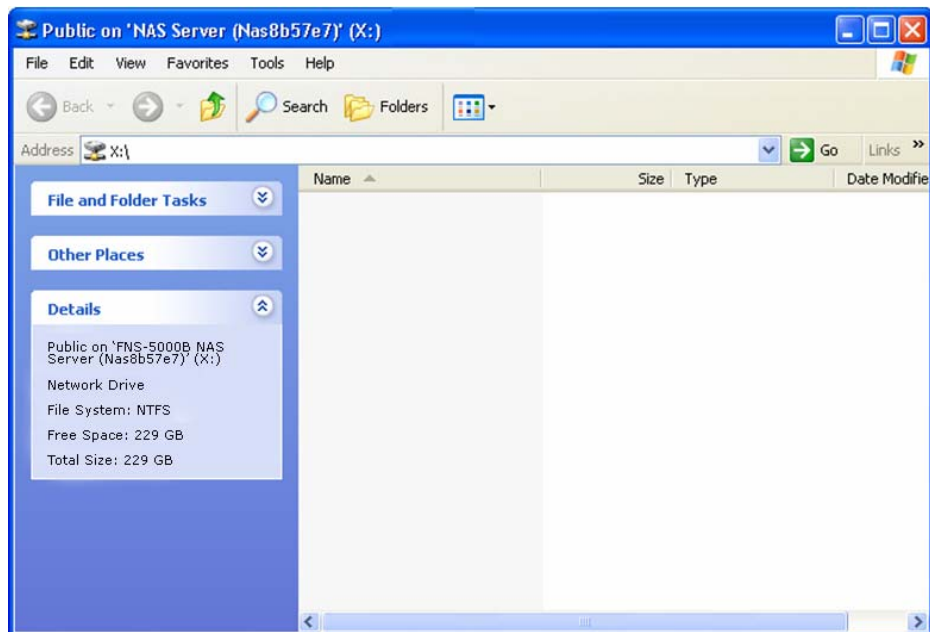 Public on 'NAS Server (Nas8b57e7)' (X:)
File Edit View Favorites Tools Help
Back Search Folders
Address X:\ Go Links »
Name Size Type Date Modifie
File and Folder Tasks
Other Places
Details
Public on 'FNS-5000B NAS
Server (Nas8b57e7)' (X:)
Network Drive
File System: NTFS
Free Space: 229 GB
Total Size: 229 GB